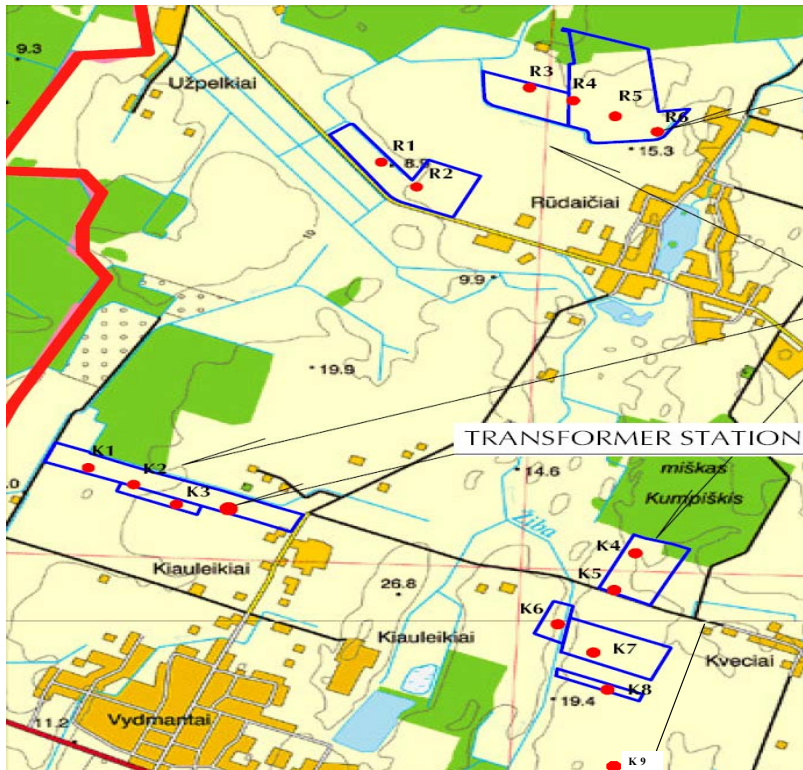 9.3
Užpelkiai
R3
R4
R5
R6
15.3
R1
8.9
R2
Rūdaičiai
10
9.9
19.9
TRANSFORMER STATION
miškas
Kumpiškis
K1
K2
K3
.0
14.6
Žiba
K4
K5
Kiauleikiai
26.8
Kiauleikiai
K6
K7
Kveciai
K8
19.4
Vydmantai
11.2
K9